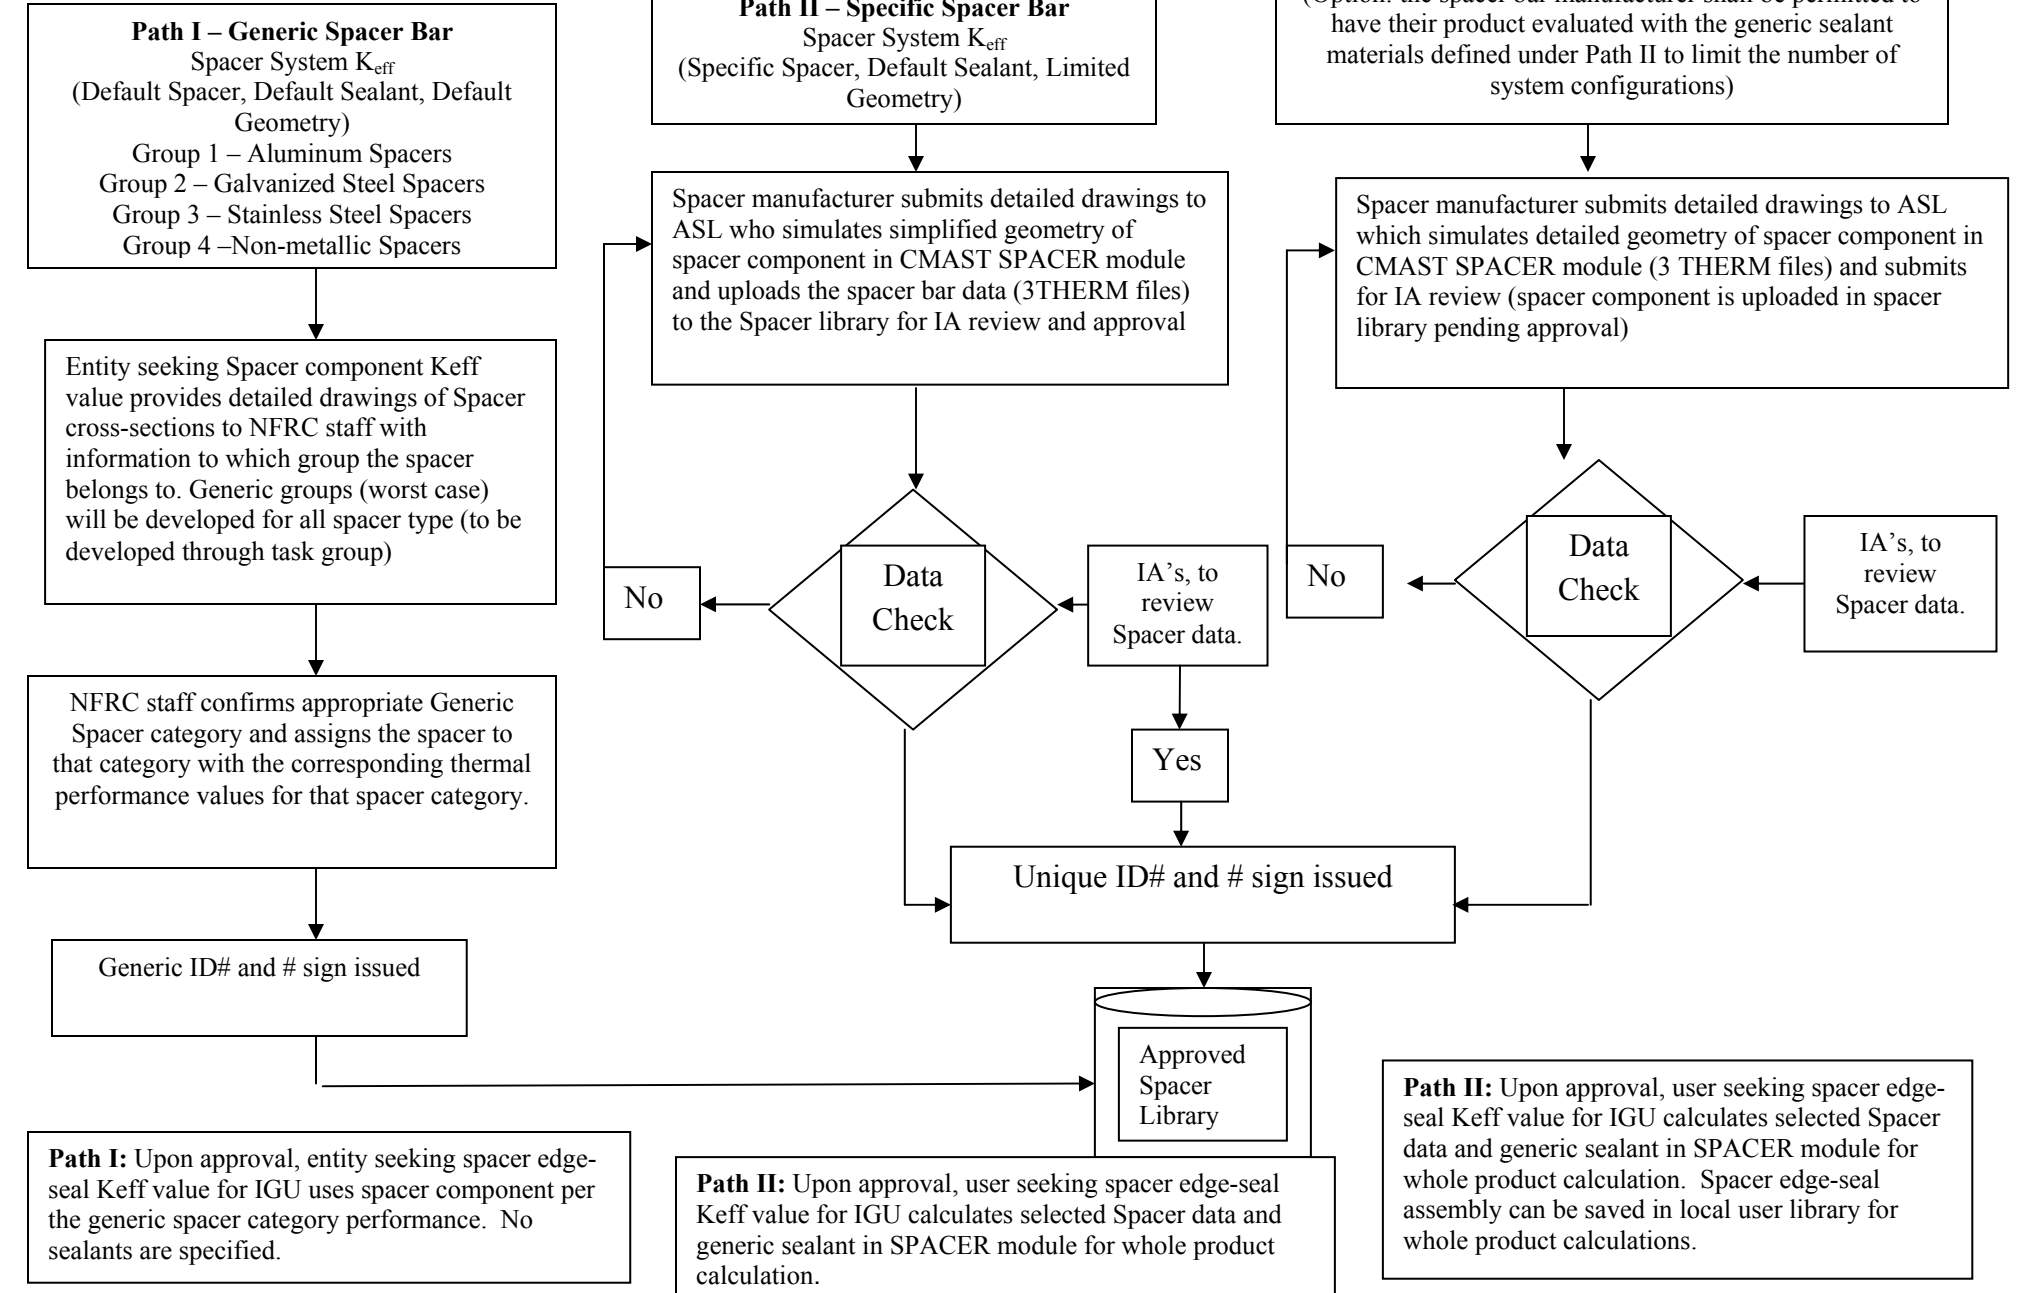 Path I – Generic Spacer Bar
Spacer System Keff
(Default Spacer, Default Sealant, Default
Geometry)
Group 1 – Aluminum Spacers
Group 2 – Galvanized Steel Spacers
Group 3 – Stainless Steel Spacers
Group 4 –Non-metallic Spacers
Entity seeking Spacer component Keff
value provides detailed drawings of Spacer
cross-sections to NFRC staff with
information to which group the spacer
belongs to. Generic groups (worst case)
will be developed for all spacer type (to be
developed through task group)
NFRC staff confirms appropriate Generic
Spacer category and assigns the spacer to
that category with the corresponding thermal
performance values for that spacer category.
Generic ID# and # sign issued
Path I: Upon approval, entity seeking spacer edge-
seal Keff value for IGU uses spacer component per
the generic spacer category performance.  No
sealants are specified.
Path II – Specific Spacer Bar
Spacer System Keff
(Specific Spacer, Default Sealant, Limited
Geometry)
Spacer manufacturer submits detailed drawings to
ASL who simulates simplified geometry of
spacer component in CMAST SPACER module
and uploads the spacer bar data (3THERM files)
to the Spacer library for IA review and approval
No
Data
Check
IA's, to
review
Spacer data.
Yes
Unique ID# and # sign issued
Approved
Spacer
Library
Path II: Upon approval, user seeking spacer edge-seal
Keff value for IGU calculates selected Spacer data and
generic sealant in SPACER module for whole product
calculation.
(Option: the spacer bar manufacturer shall be permitted to
have their product evaluated with the generic sealant
materials defined under Path II to limit the number of
system configurations)
Spacer manufacturer submits detailed drawings to ASL
which simulates detailed geometry of spacer component in
CMAST SPACER module (3 THERM files) and submits
for IA review (spacer component is uploaded in spacer
library pending approval)
No
Data
Check
IA's, to
review
Spacer data.
Path II: Upon approval, user seeking spacer edge-
seal Keff value for IGU calculates selected Spacer
data and generic sealant in SPACER module for
whole product calculation.  Spacer edge-seal
assembly can be saved in local user library for
whole product calculations.